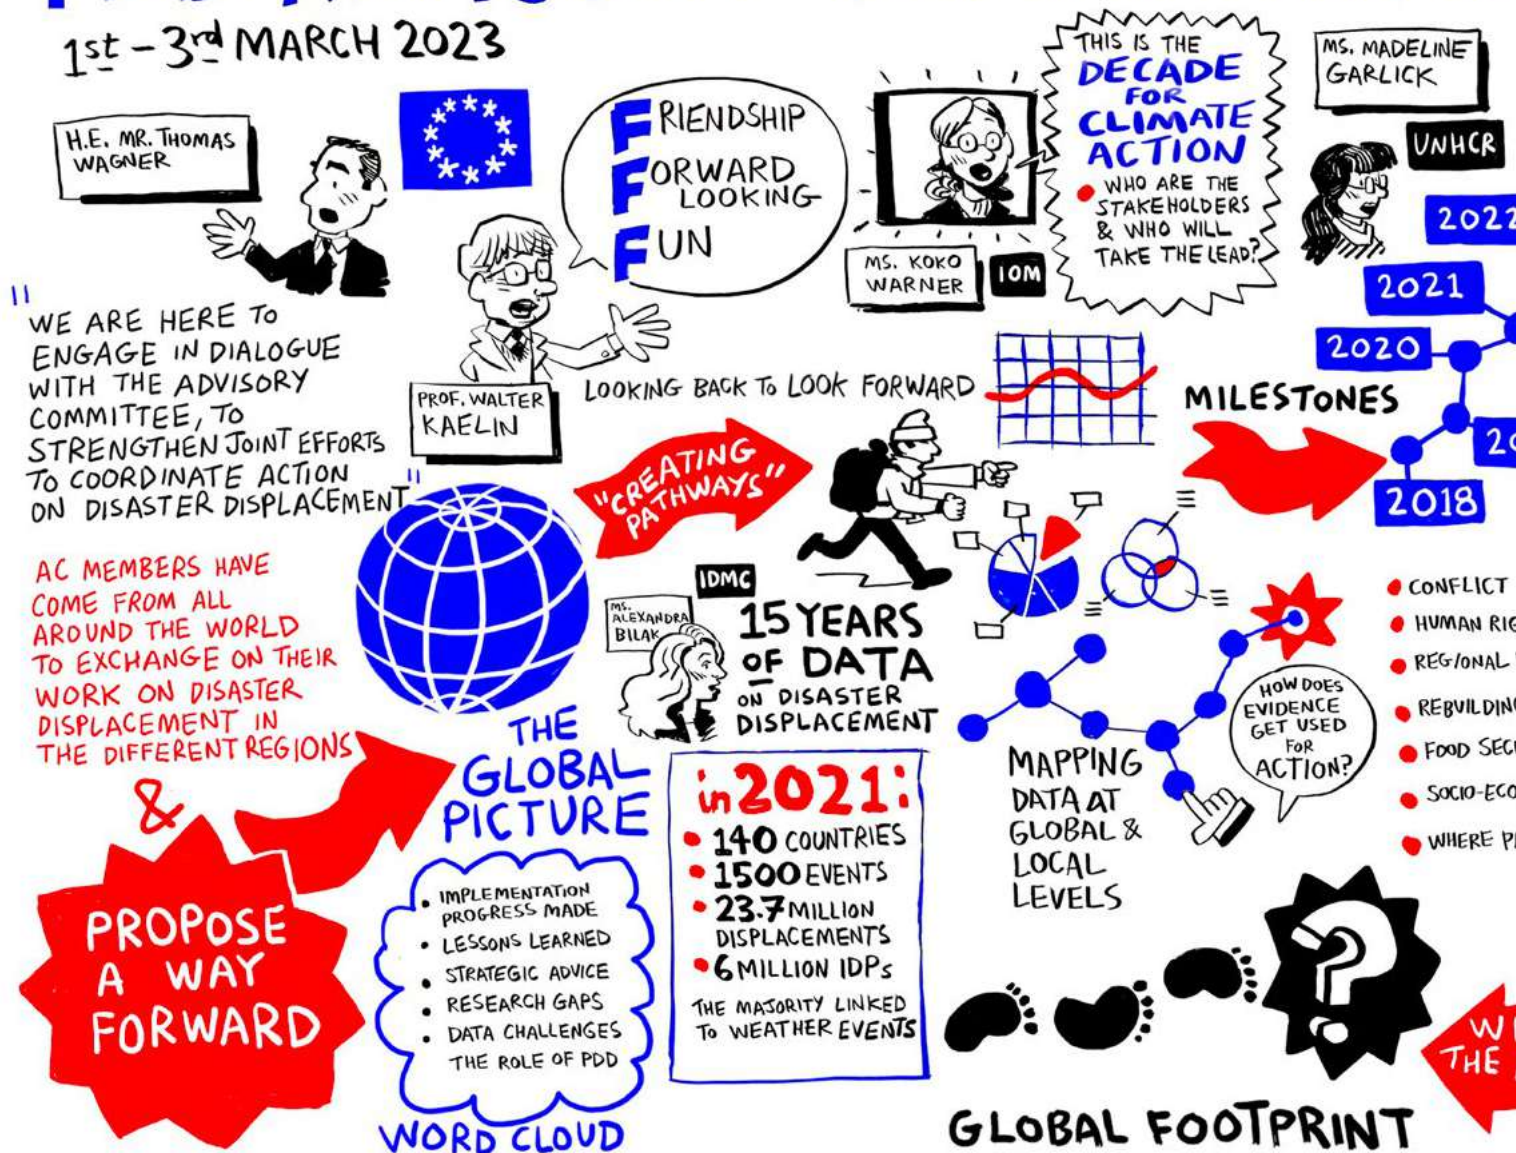 1st - 3rd MARCH 2023
H.E. MR. THOMAS
WAGNER
"WE ARE HERE TO
ENGAGE IN DIALOGUE
WITH THE ADVISORY
COMMITTEE, TO
STRENGTHEN JOINT EFFORTS
TO COORDINATE ACTION
ON DISASTER DISPLACEMENT"
AC MEMBERS HAVE
COME FROM ALL
AROUND THE WORLD
TO EXCHANGE ON THEIR
WORK ON DISASTER
DISPLACEMENT IN
THE DIFFERENT REGIONS
&
PROPOSE
A WAY
FORWARD
FRIENDSHIP
FORWARD
LOOKING
FUN
PROF. WALTER
KAELIN
LOOKING BACK TO LOOK FORWARD
"CREATING
PATHWAYS"
THE
GLOBAL
PICTURE
IMPLEMENTATION
PROGRESS MADE
LESSONS LEARNED
STRATEGIC ADVICE
RESEARCH GAPS
DATA CHALLENGES
THE ROLE OF PDD
WORD CLOUD
IDMC
MS.
ALEXANDRA
BILAK
15 YEARS
OF DATA
ON DISASTER
DISPLACEMENT
in 2021:
140 COUNTRIES
1500 EVENTS
23.7 MILLION
DISPLACEMENTS
6 MILLION IDPs
THE MAJORITY LINKED
TO WEATHER EVENTS
MS. KOKO
WARNER
IOM
THIS IS THE
DECADE
FOR
CLIMATE
ACTION
WHO ARE THE
STAKEHOLDERS
& WHO WILL
TAKE THE LEAD?
MS. MADELINE
GARLICK
UNHCR
2022
2021
2020
MILESTONES
2018
MAPPING
DATA AT
GLOBAL &
LOCAL
LEVELS
HOW DOES
EVIDENCE
GET USED
FOR
ACTION?
CONFLICT
HUMAN
REGIONAL
REBUILDING
FOOD
WHERE
?
THE
GLOBAL FOOTPRINT